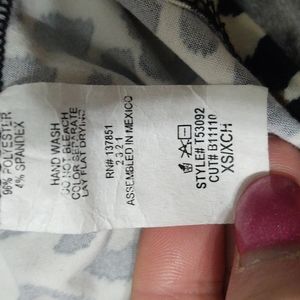 96% POLYESTER
4% SPANDEX
HAND WASH
DO NOT BLEACH
COLOR SEPARATE
LAY FLAT DRYING
RN# 137851
2 3 2 1
ASSEMBLED IN MEXICO
STYLE# T53092
CUT# B11110
XS/XCH